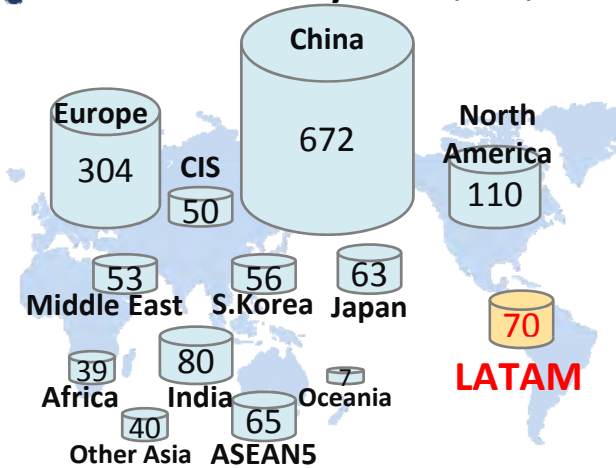 China
672
Europe
304
CIS
50
North
America
110
53
Middle East
56
S.Korea
63
Japan
70
LATAM
39
Africa
80
India
7
Oceania
40
Other Asia
65
ASEAN5